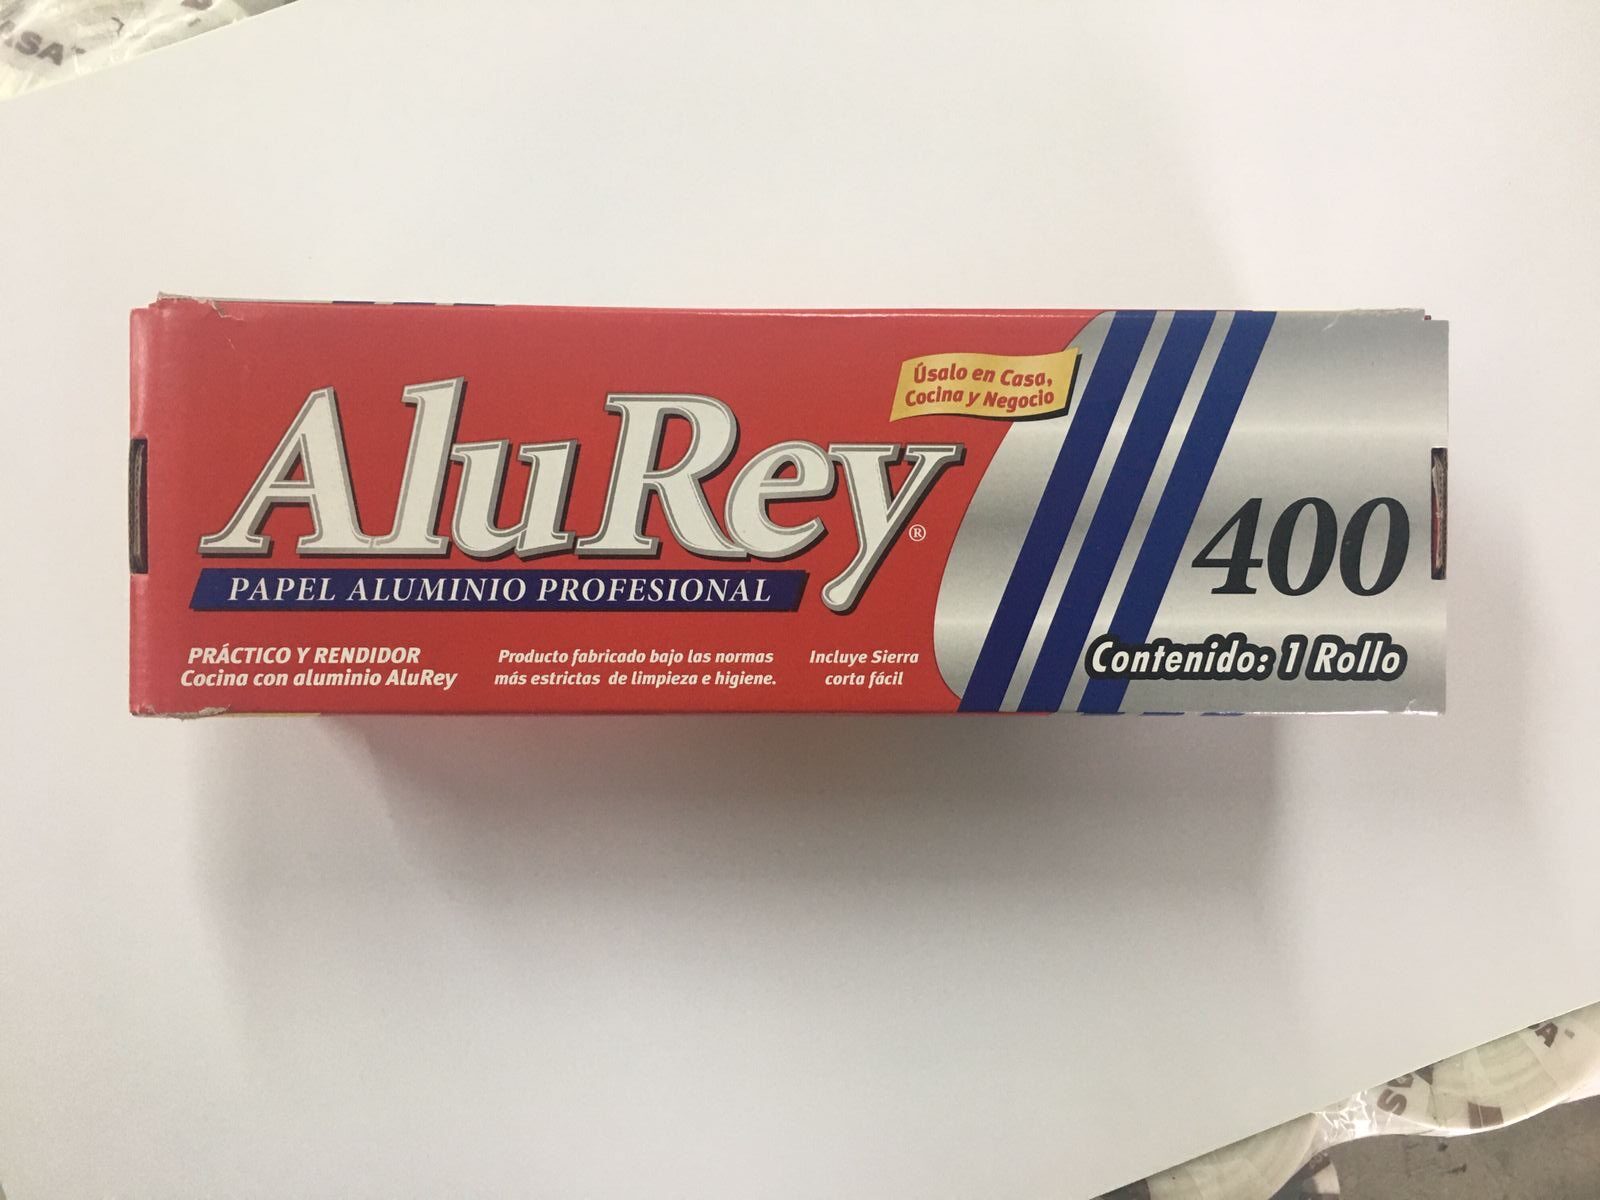 Úsalo en Casa,
Cocina y Negocio
AluRey®
PAPEL ALUMINIO PROFESIONAL
400
PRÁCTICO Y RENDIDOR
Cocina con aluminio AluRey
Producto fabricado bajo las normas
más estrictas de limpieza e higiene.
Incluye Sierra
corta fácil
Contenido: 1 Rollo